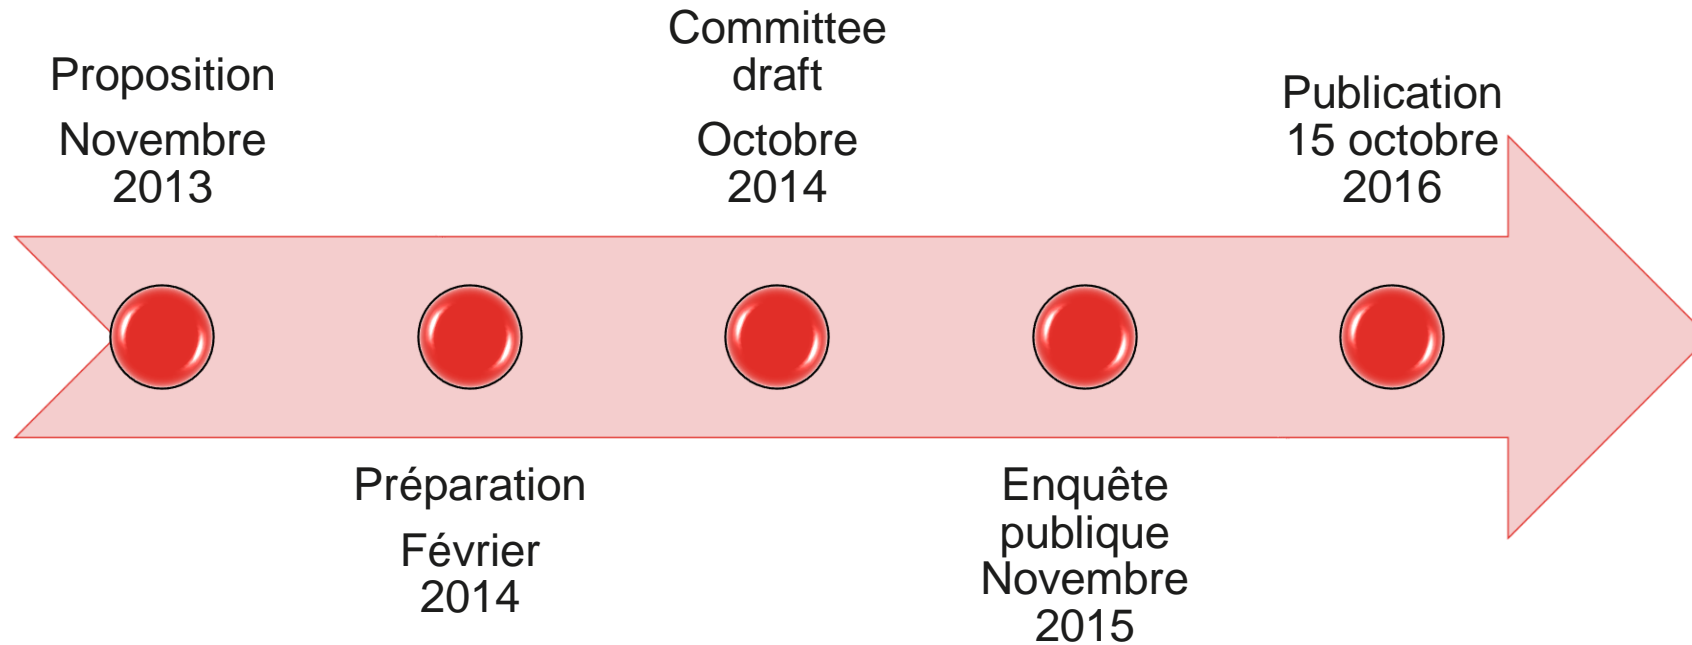 Proposition
Novembre
2013
Préparation
Février
2014
Committee
draft
Octobre
2014
Enquête
publique
Novembre
2015
Publication
15 octobre
2016